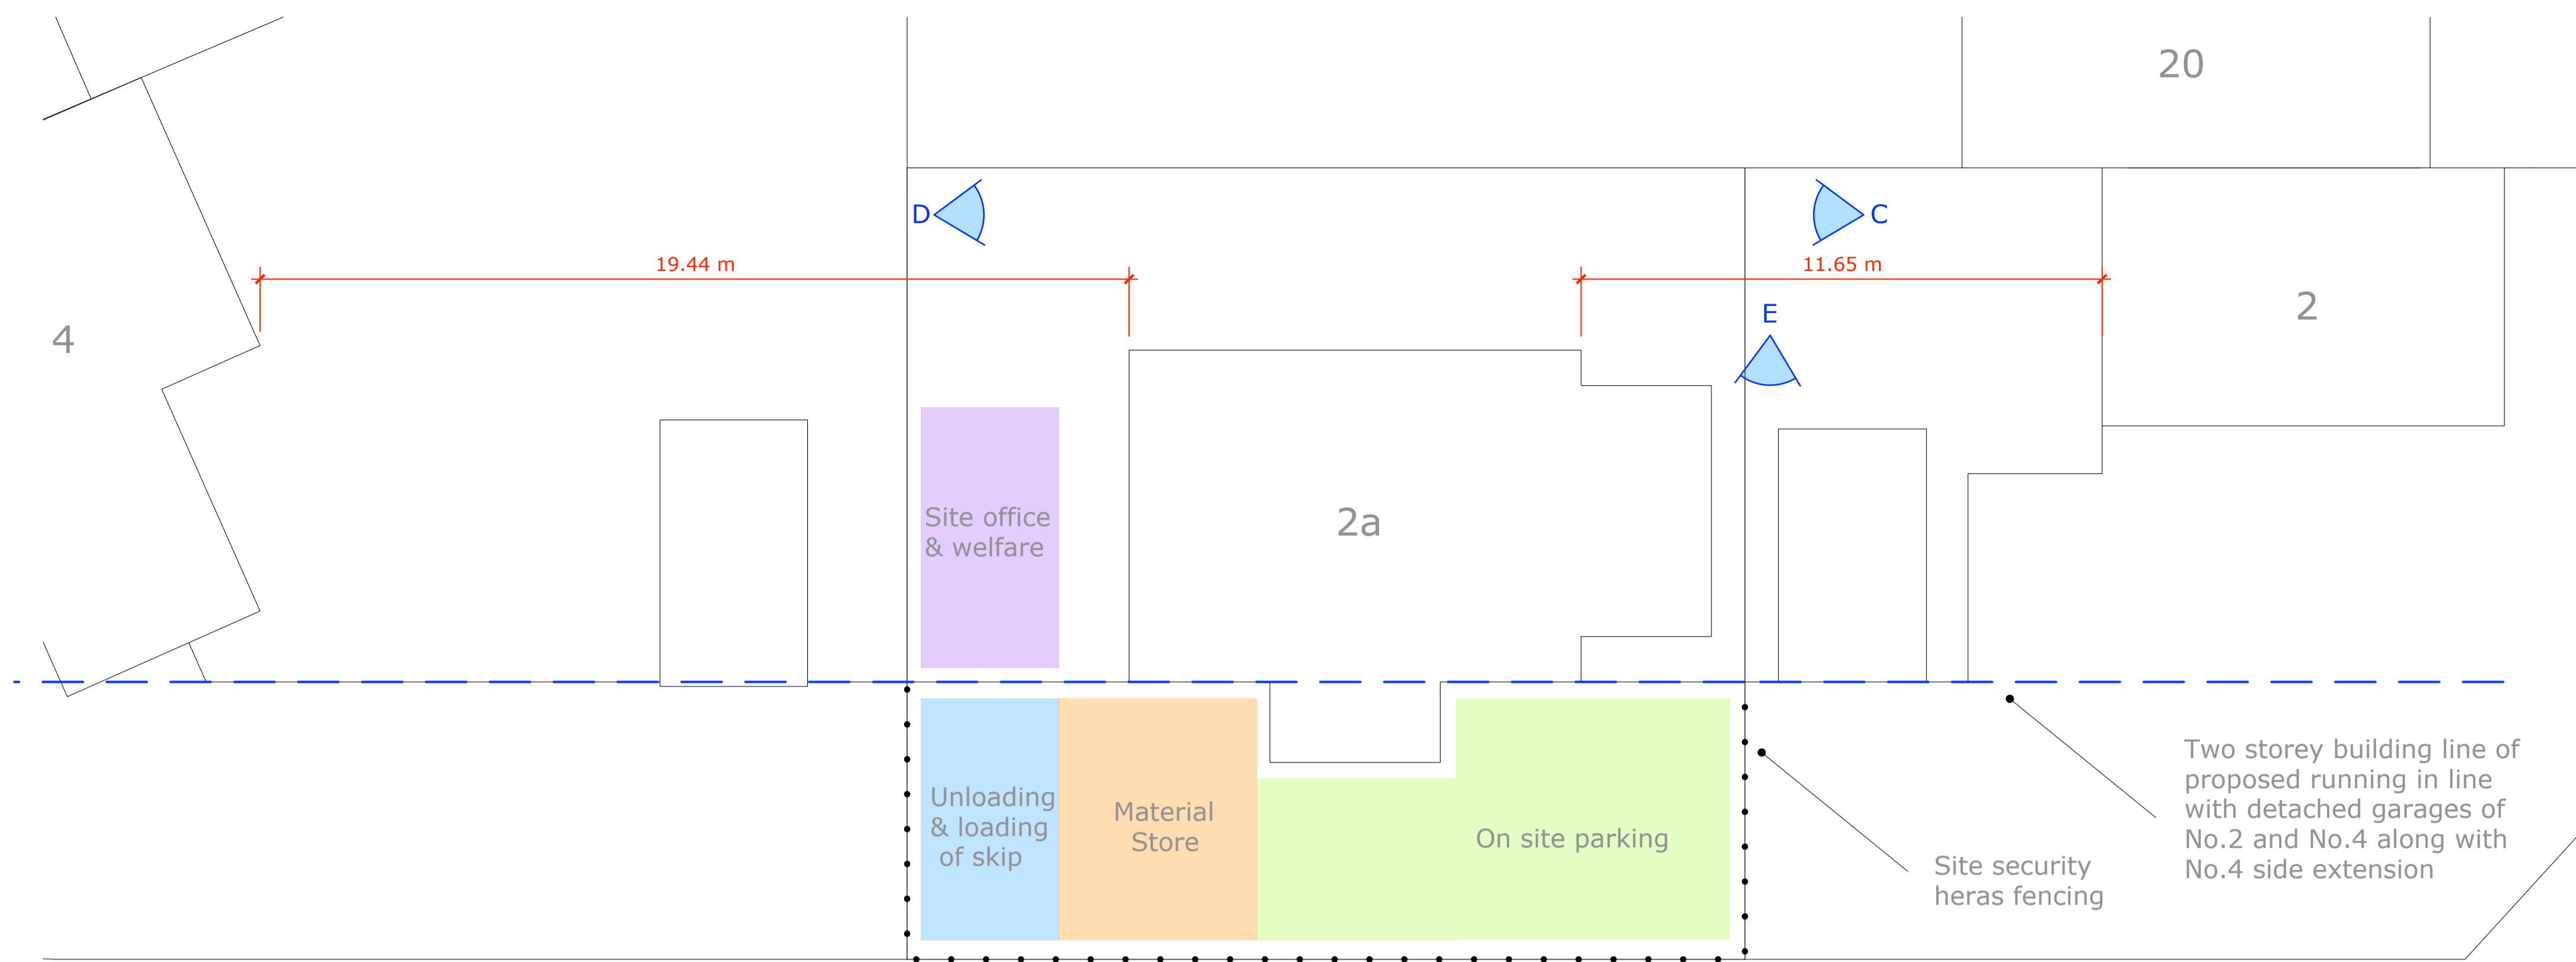 20
D
C
19.44 m
11.65 m
E
2
4
Site office
& welfare
2a
Unloading
& loading
of skip
Material
Store
On site parking
Site security
heras fencing
Two storey building line of
proposed running in line
with detached garages of
No.2 and No.4 along with
No.4 side extension